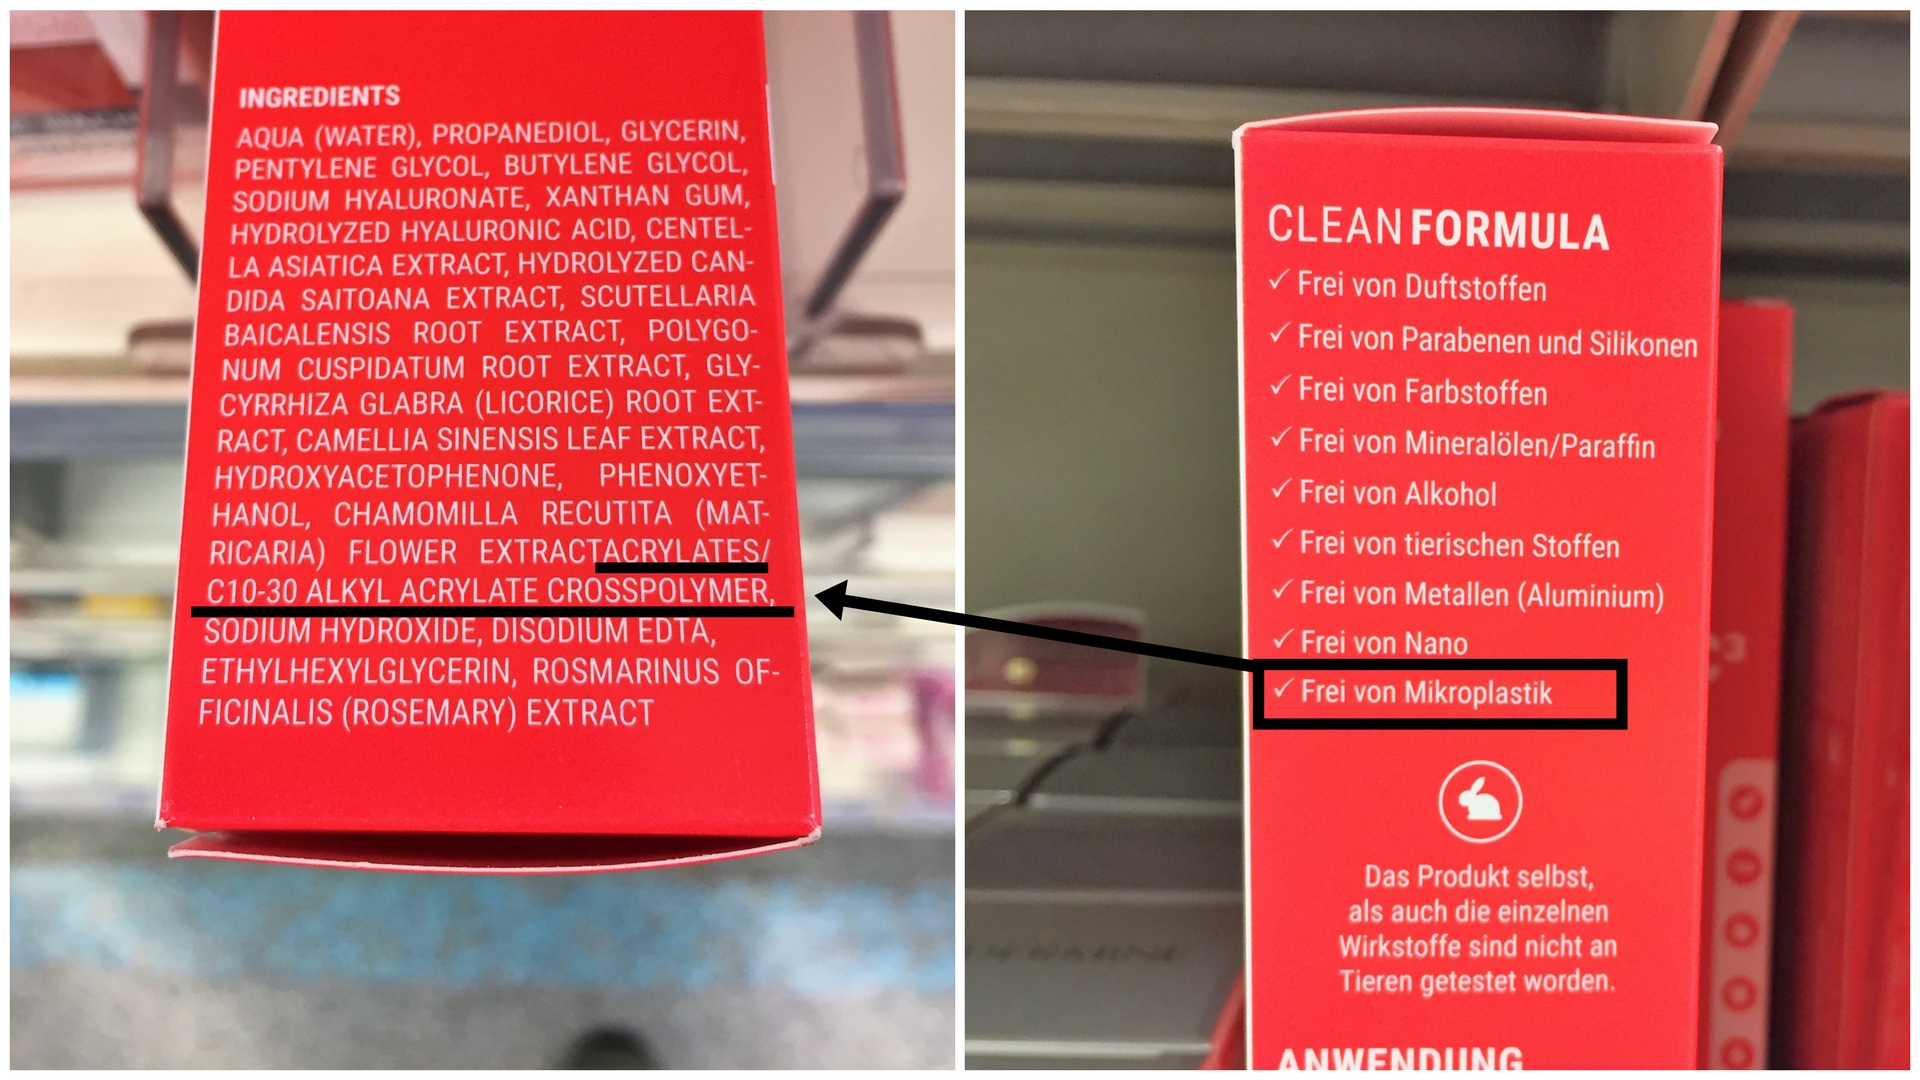 INGREDIENTS
AQUA (WATER), PROPANEDIOL, GLYCERIN,
PENTYLENE GLYCOL, BUTYLENE GLYCOL,
SODIUM HYALURONATE, XANTHAN GUM,
HYDROLYZED HYALURONIC ACID, CENTEL-
LA ASIATICA EXTRACT, HYDROLYZED CAN-
DIDA SAITOANA EXTRACT, SCUTELLARIA
BAICALENSIS ROOT EXTRACT, POLYGO-
NUM CUSPIDATUM ROOT EXTRACT, GLY-
CYRRHIZA GLABRA (LICORICE) ROOT EXT-
RACT, CAMELLIA SINENSIS LEAF EXTRACT,
HYDROXYACETOPHENONE, PHENOXYET-
HANOL, CHAMOMILLA RECUTITA (MAT-
RICARIA) FLOWER EXTRACTACRYLATES/
C10-30 ALKYL ACRYLATE CROSSPOLYMER,
SODIUM HYDROXIDE, DISODIUM EDTA,
ETHYLHEXYLGLYCERIN, ROSMARINUS OF-
FICINALIS (ROSEMARY) EXTRACT
CLEANFORMULA
✓ Frei von Duftstoffen
✓ Frei von Parabenen und Silikonen
✓ Frei von Farbstoffen
✓ Frei von Mineralölen/Paraffin
✓ Frei von Alkohol
✓ Frei von tierischen Stoffen
✓ Frei von Metallen (Aluminium)
✓ Frei von Nano
✓ Frei von Mikroplastik
Das Produkt selbst,
als auch die einzelnen
Wirkstoffe sind nicht an
Tieren getestet worden.
ANWENDUNG